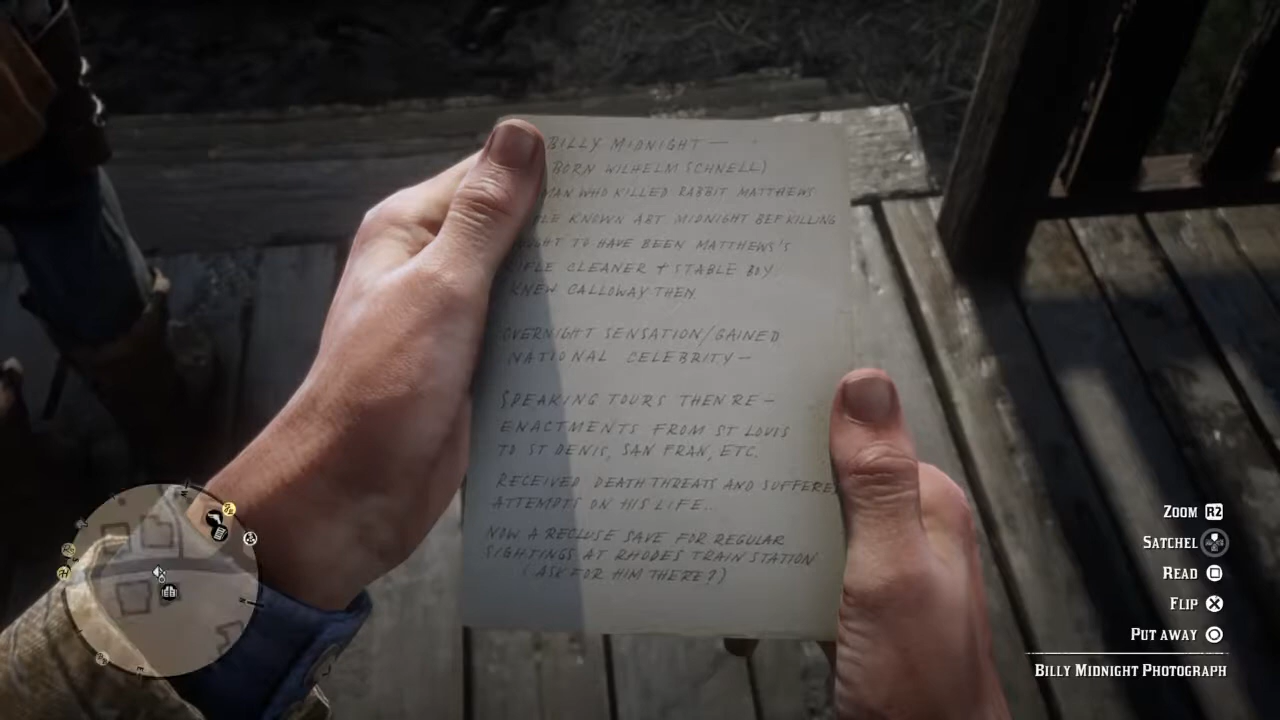 BILLY MIDNIGHT —
BORN WILHELM SCHNELL)
MAN WHO KILLED RABBIT MATTHEWS
KNOWN ABT MIDNIGHT BEF KILLING
TO HAVE BEEN MATTHEWS'S
CLEANER + STABLE BOY
KNEW CALLOWAY THEN.
OVERNIGHT SENSATION/GAINED
NATIONAL CELEBRITY —
SPEAKING TOURS THEN RE-
ENACTMENTS FROM ST LOUIS
TO ST DENIS, SAN FRAN, ETC.
RECEIVED DEATH THREATS AND SUFFERE
ATTEMPTS ON HIS LIFE..
NOW A RECLUSE SAVE FOR REGULAR
SIGHTINGS AT RHODES TRAIN STATION
(ASK FOR HIM THERE?)
ZOOM R2
SATCHEL
READ
FLIP
PUT AWAY
BILLY MIDNIGHT PHOTOGRAPH